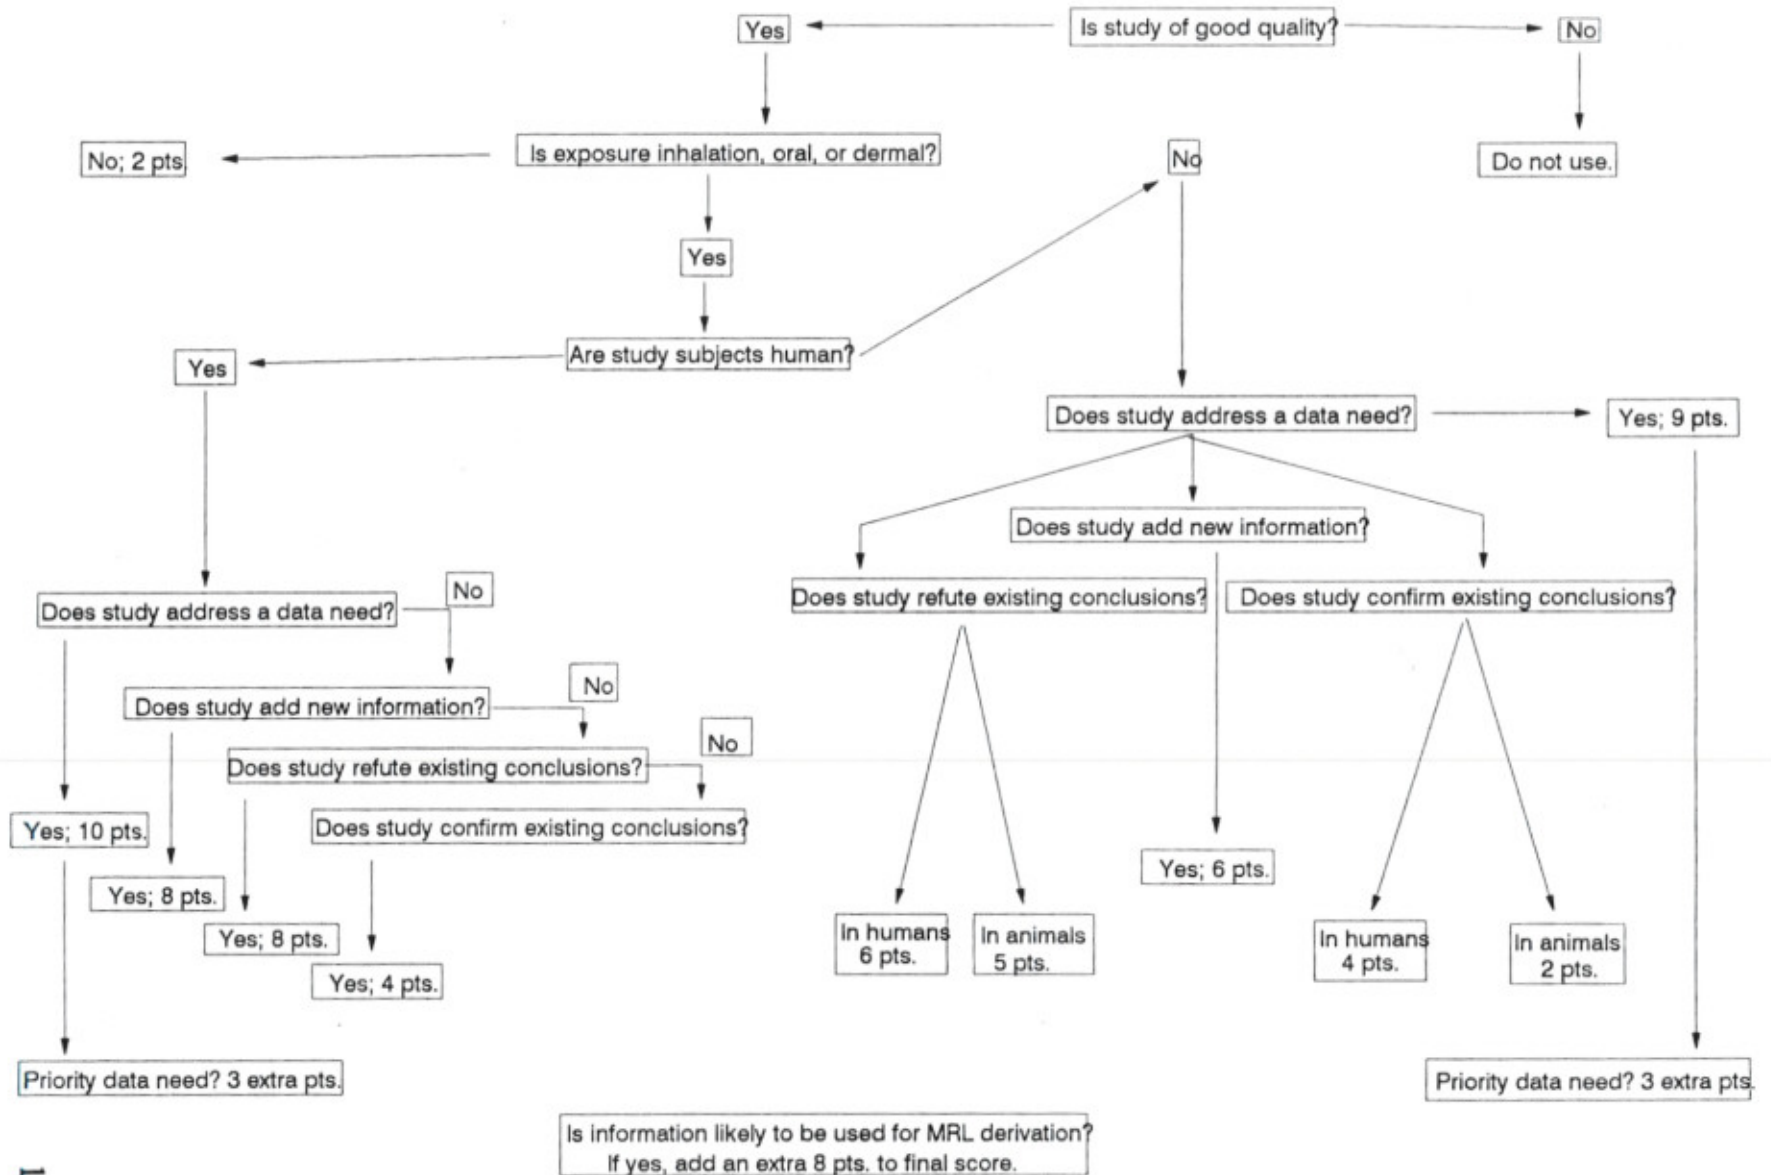 Yes
Is study of good quality?
No
No; 2 pts.
Is exposure inhalation, oral, or dermal?
No
Do not use.
Yes
Yes
Are study subjects human?
Does study address a data need?
Yes; 9 pts.
Does study add new information?
Does study refute existing conclusions?
Does study confirm existing conclusions?
No
Does study address a data need?
No
Does study add new information?
No
Does study refute existing conclusions?
Yes; 10 pts.
Does study confirm existing conclusions?
Yes; 8 pts.
Yes; 8 pts.
Yes; 4 pts.
Yes; 6 pts.
In humans
6 pts.
In animals
5 pts.
In humans
4 pts.
In animals
2 pts.
Priority data need? 3 extra pts.
Priority data need? 3 extra pts.
Is information likely to be used for MRL derivation?
If yes, add an extra 8 pts. to final score.